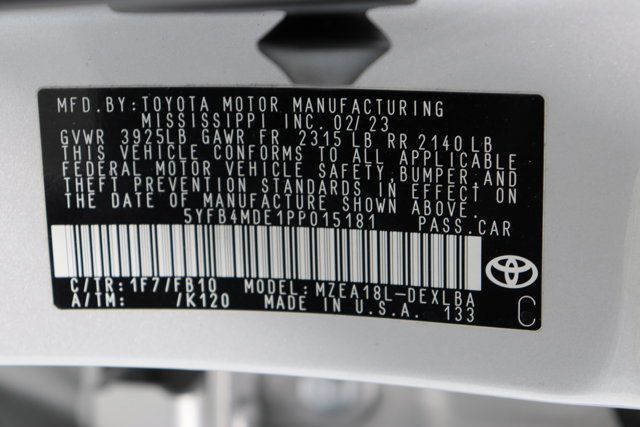 MFD.BY:TOYOTA MOTOR MANUFACTURING
MISSISSIPPI INC. 02/23
GVWR 3925LB GAWR FR 2315 LB RR 2140 LB
THIS VEHICLE CONFORMS TO ALL APPLICABLE
FEDERAL MOTOR VEHICLE SAFETY, BUMPER, AND
THEFT PREVENTION STANDARDS IN EFFECT ON
THE DATE OF MANUFACTURE SHOWN ABOVE.
5YFB4MDE1PP015181 PASS.CAR
C/TR:1F7/FB10 MODEL:MZEA18L-DEXLBA
A/TM: /K120 MADE IN U.S.A. 133
C